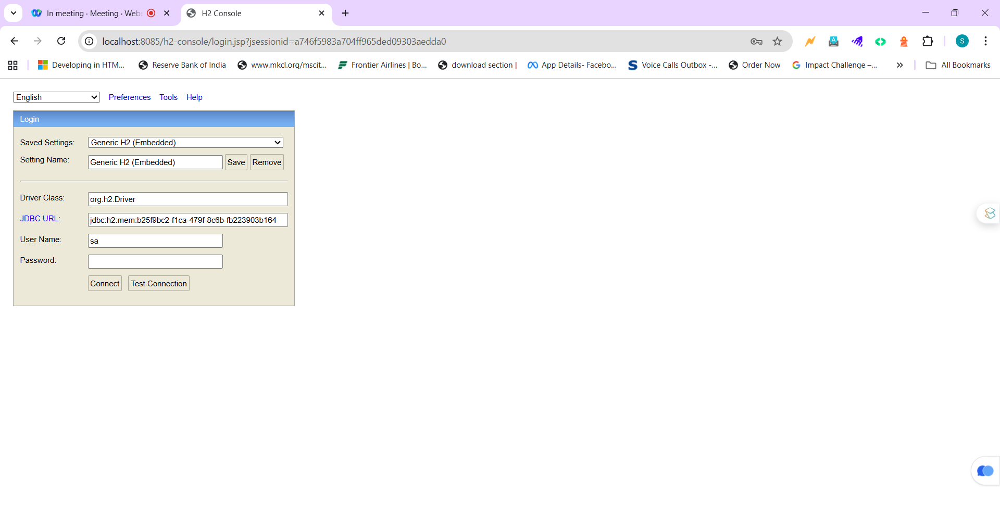 In meeting · Meeting · Web
H2 Console
localhost:8085/h2-console/login.jsp?jsessionid=a746f5983a704ff965ded09303aedda0
S
Developing in HTM...
Reserve Bank of India
www.mkcl.org/mscit...
Frontier Airlines | Bo...
download section |
App Details- Facebo...
Voice Calls Outbox -...
Order Now
Impact Challenge –...
All Bookmarks
English
Preferences
Tools
Help
Login
Saved Settings:
Generic H2 (Embedded)
Setting Name:
Generic H2 (Embedded)
Save
Remove
Driver Class:
org.h2.Driver
JDBC URL:
jdbc:h2:mem:b25f9bc2-f1ca-479f-8c6b-fb223903b164
User Name:
sa
Password:
Connect
Test Connection